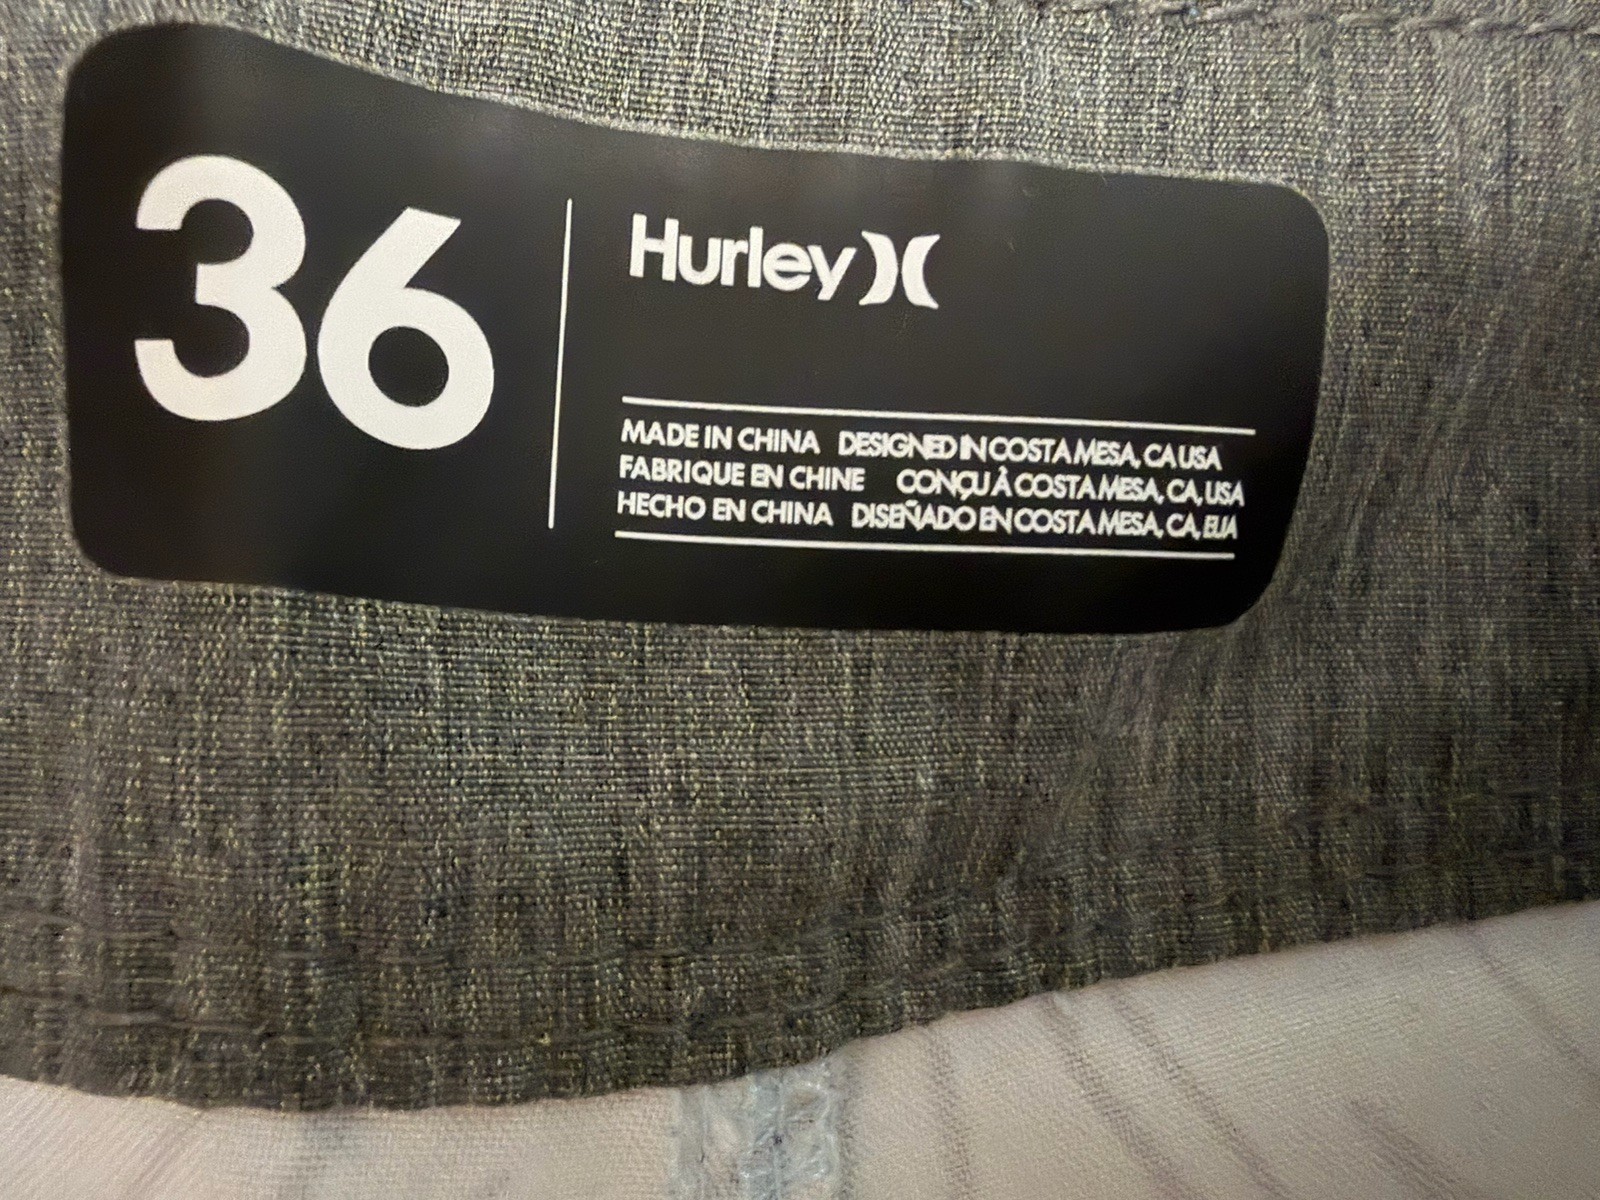 36
Hurley
MADE IN CHINA DESIGNED IN COSTA MESA, CA USA
FABRIQUE EN CHINE CONÇU À COSTA MESA, CA, USA
HECHO EN CHINA DISEÑADO EN COSTA MESA, CA, EUA